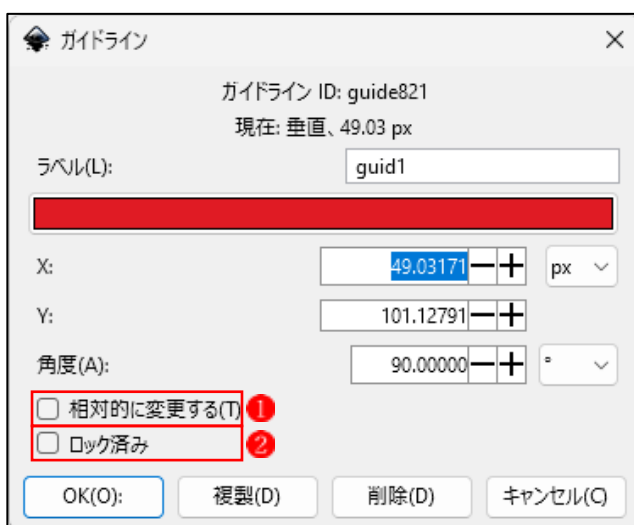 ガイドライン
ガイドライン ID: guide821
現在: 垂直、49.03 px
ラベル(L): guid1
X: 49.03171 px
Y: 101.12791
角度(A): 90.00000 °
相対的に変更する(T) 1
ロック済み 2
OK(O): 複製(D) 削除(D) キャンセル(C)